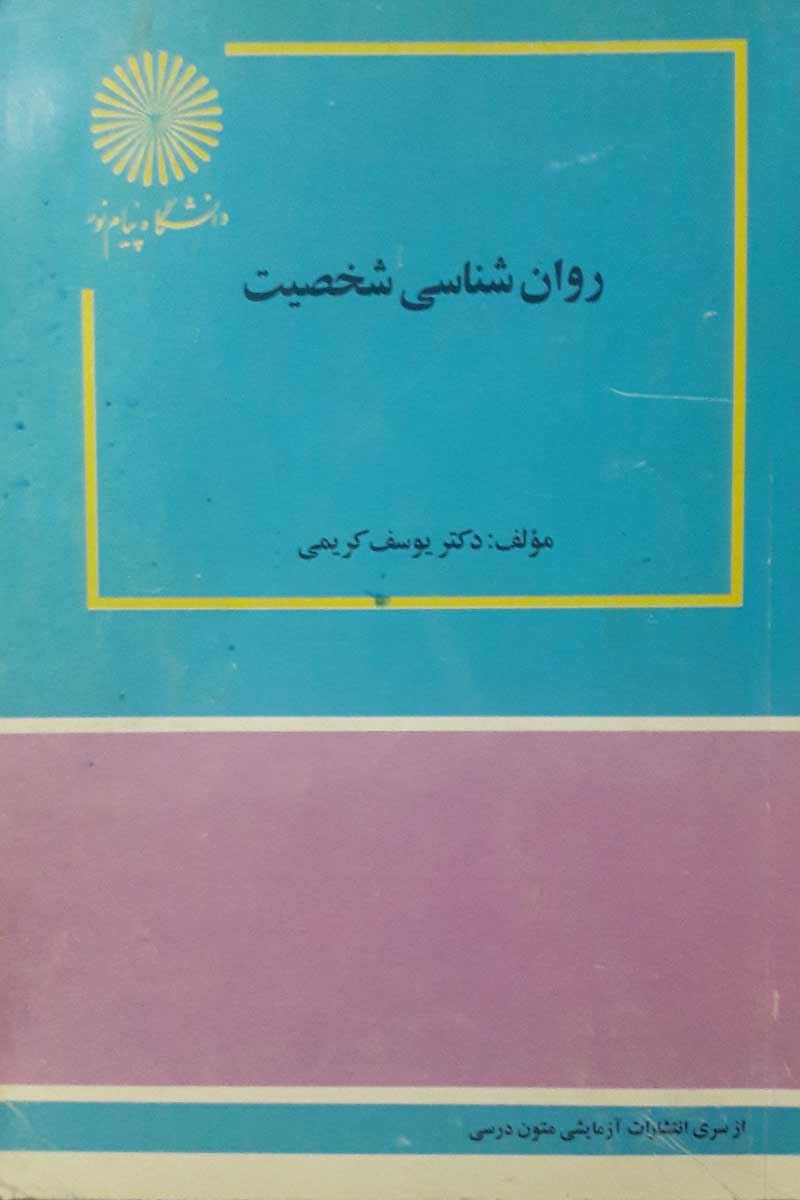 دانشگاه پیام نور
روان شناسی شخصیت
مؤلف: دکتر یوسف کریمی
از سری انتشارات آزمایشی متون درسی